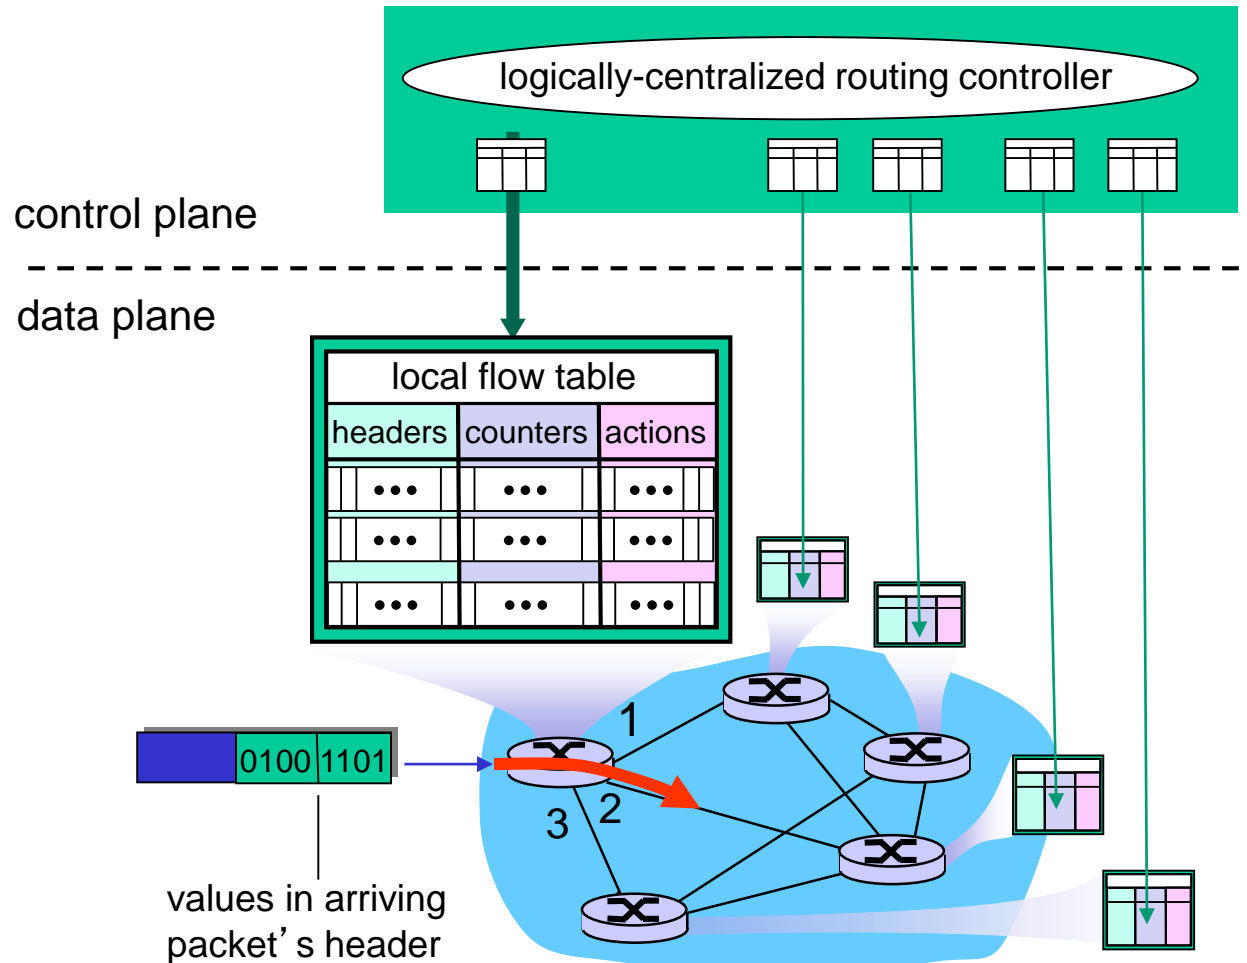 logically-centralized routing controller
control plane
data plane
local flow table
headers counters actions
1
0100 1101
2
3
values in arriving
packet’s header